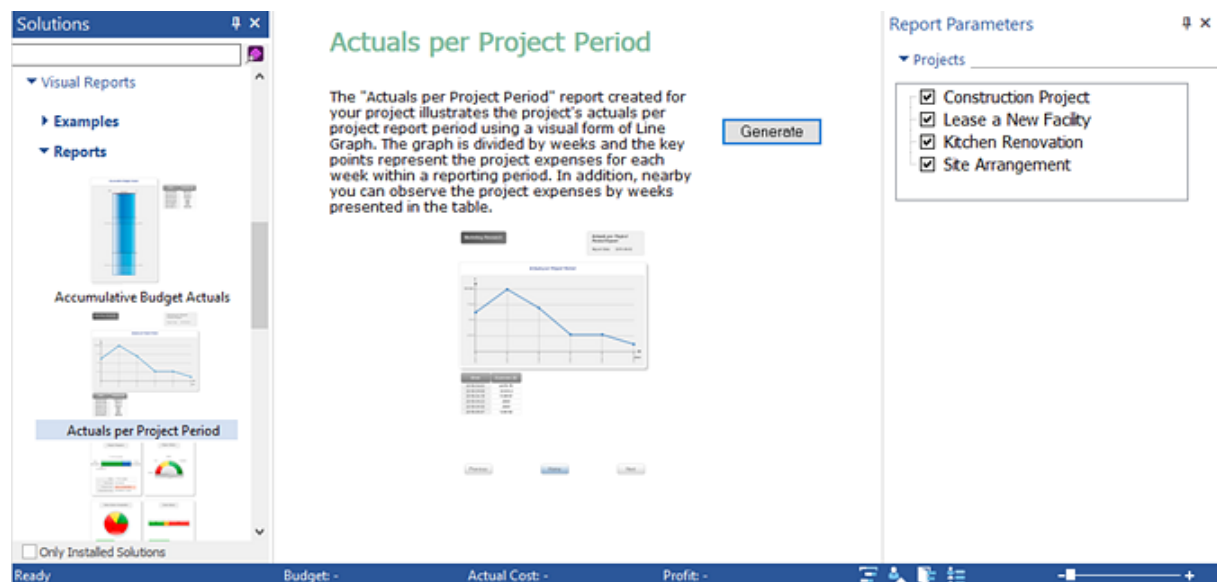 Solutions
Visual Reports
Examples
Reports
Accumulative Budget Actuals
Actuals per Project Period
Only Installed Solutions
Actuals per Project Period
The "Actuals per Project Period" report created for
your project illustrates the project's actuals per
project report period using a visual form of Line
Graph. The graph is divided by weeks and the key
points represent the project expenses for each
week within a reporting period. In addition, nearby
you can observe the project expenses by weeks
presented in the table.
Generate
Previous
Next
Report Parameters
Projects
Construction Project
Lease a New Facility
Kitchen Renovation
Site Arrangement
Ready
Budget: -
Actual Cost: -
Profit: -